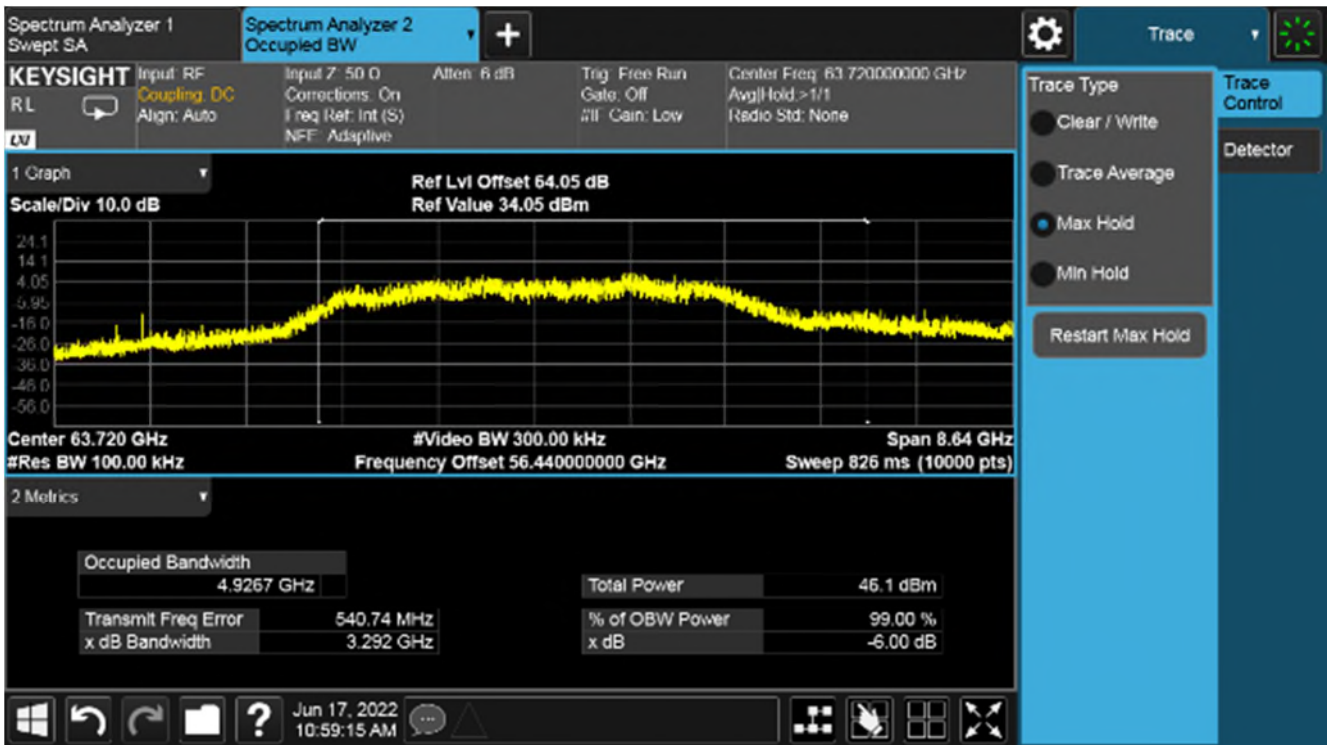 Spectrum Analyzer 1
Swept SA
Spectrum Analyzer 2
Occupied BW
+
Trace
KEYSIGHT
RL
LXI
Input: RF
Coupling: DC
Align: Auto
Input Z: 50 Ω
Corrections: On
Freq Ref: Int (S)
NFE: Adaptive
Atten: 6 dB
Trig: Free Run
Gate: Off
#IF Gain: Low
Center Freq: 63.720000000 GHz
Avg|Hold:>1/1
Radio Std: None
Trace Type
Clear / Write
Trace Average
Max Hold
Min Hold
Restart Max Hold
Trace
Control
Detector
1 Graph
Scale/Div 10.0 dB
Ref Lvl Offset 64.05 dB
Ref Value 34.05 dBm
24.1
14.1
4.05
-5.95
-16.0
-26.0
-36.0
-46.0
-56.0
Center 63.720 GHz
#Res BW 100.00 kHz
#Video BW 300.00 kHz
Frequency Offset 56.440000000 GHz
Span 8.64 GHz
Sweep 826 ms (10000 pts)
2 Metrics
Occupied Bandwidth
4.9267 GHz
Transmit Freq Error 540.74 MHz
x dB Bandwidth 3.292 GHz
Total Power 46.1 dBm
% of OBW Power 99.00 %
x dB -6.00 dB
?
Jun 17, 2022
10:59:15 AM